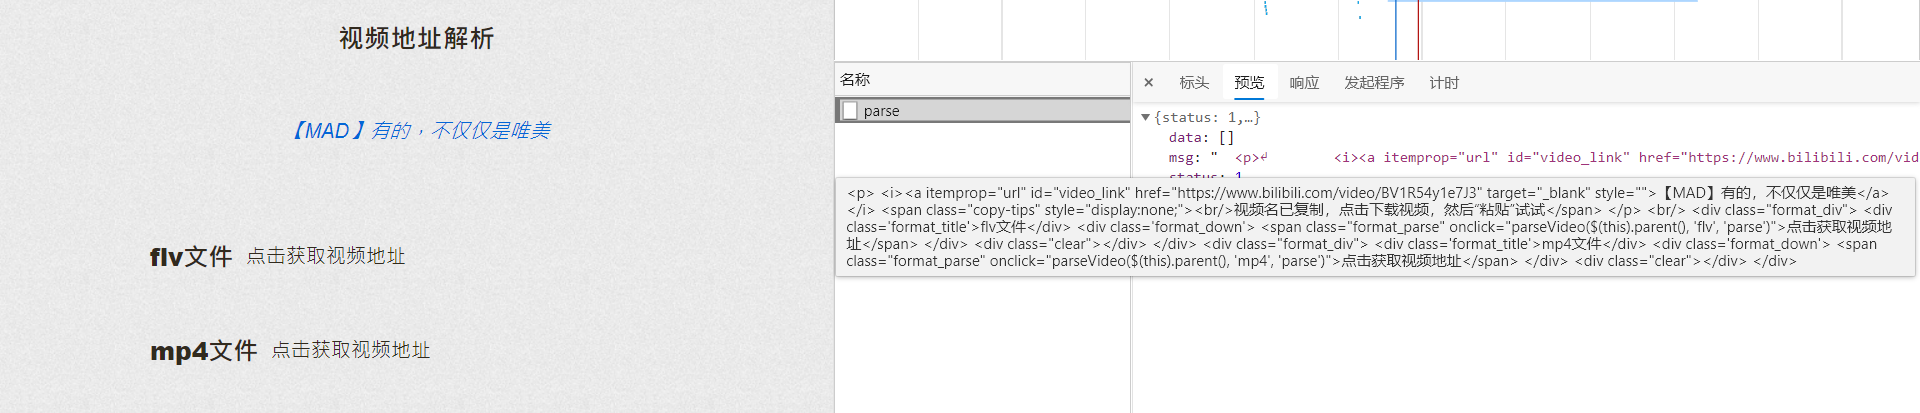 视频地址解析
【MAD】有的，不仅仅是唯美
flv文件 点击获取视频地址
mp4文件 点击获取视频地址
名称
parse
× 标头 预览 响应 发起程序 计时
▼{status: 1,…}
data: []
msg: "  <p>↵        <i><a itemprop="url" id="video_link" href="https://www.bilibili.com/vid
<p> <i><a itemprop="url" id="video_link" href="https://www.bilibili.com/video/BV1R54y1e7J3" target="_blank" style="">【MAD】有的，不仅仅是唯美</a>
</i> <span class="copy-tips" style="display:none;"><br/>视频名已复制，点击下载视频，然后“粘贴”试试</span> </p> <br/> <div class="format_div"> <div
class='format_title'>flv文件</div> <div class='format_down'> <span class="format_parse" onclick="parseVideo($(this).parent(), 'flv', 'parse')">点击获取视频地
址</span> </div> <div class="clear"></div> </div> <div class="format_div"> <div class='format_title'>mp4文件</div> <div class='format_down'> <span
class="format_parse" onclick="parseVideo($(this).parent(), 'mp4', 'parse')">点击获取视频地址</span> </div> <div class="clear"></div> </div>